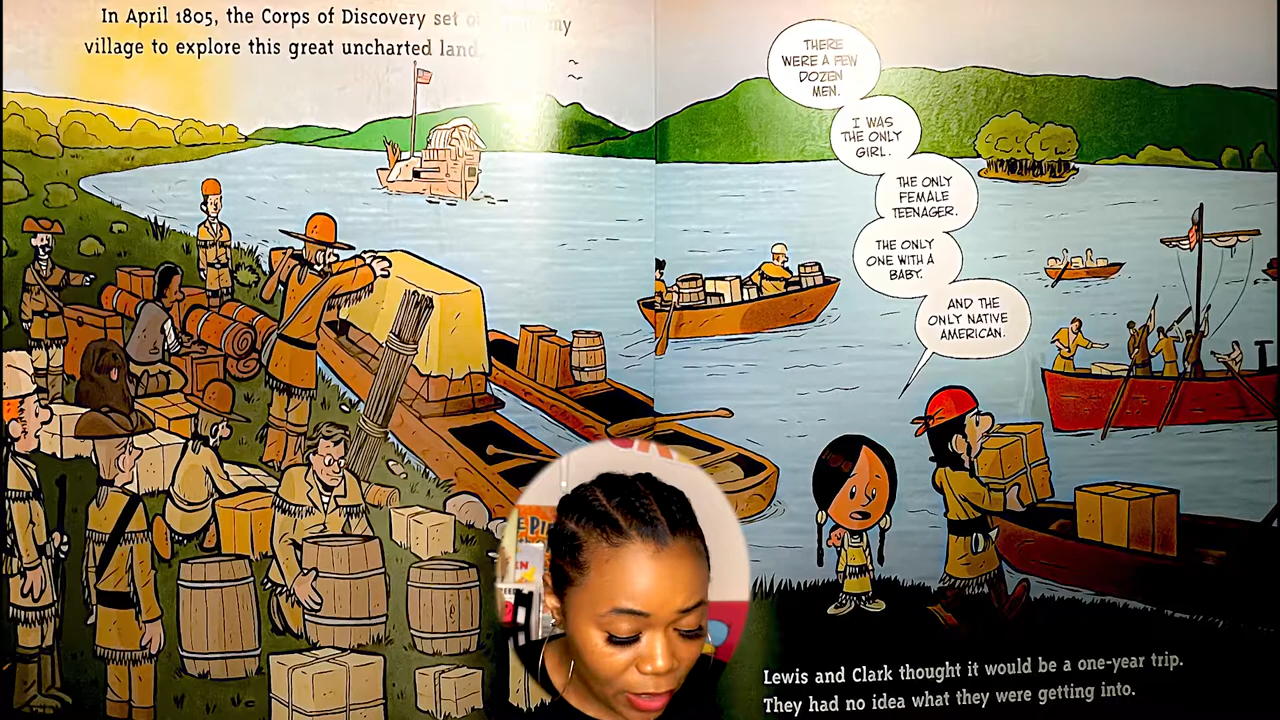 In April 1805, the Corps of Discovery set my
village to explore this great uncharted land.
THERE
WERE A FEW
DOZEN
MEN.
I WAS
THE ONLY
GIRL.
THE ONLY
FEMALE
TEENAGER.
THE ONLY
ONE WITH A
BABY.
AND THE
ONLY NATIVE
AMERICAN.
Lewis and Clark thought it would be a one-year trip.
They had no idea what they were getting into.